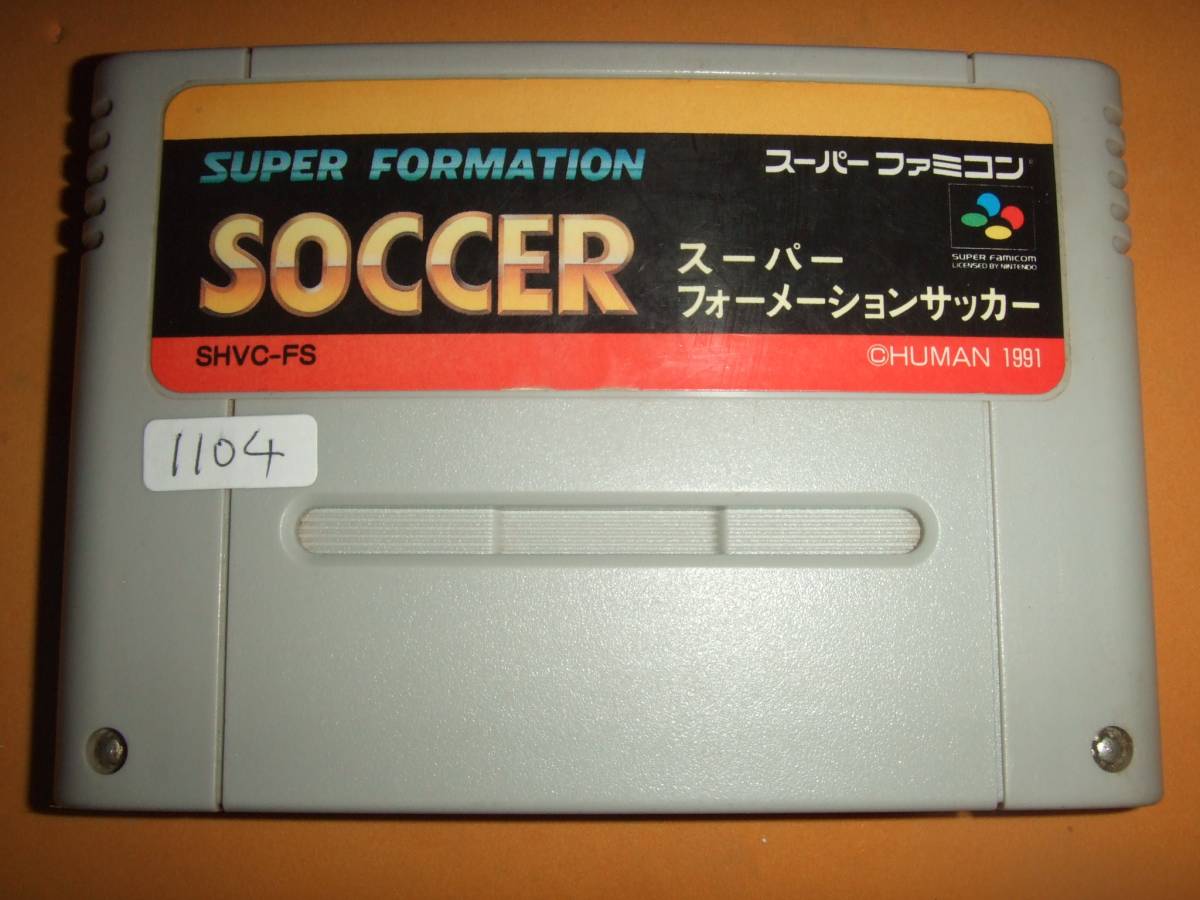 SUPER FORMATION
SOCCER
スーパーファミコン®
SUPER FAMICOM
LICENSED BY NINTENDO
スーパー
フォーメーションサッカー
SHVC-FS
©HUMAN 1991
1104